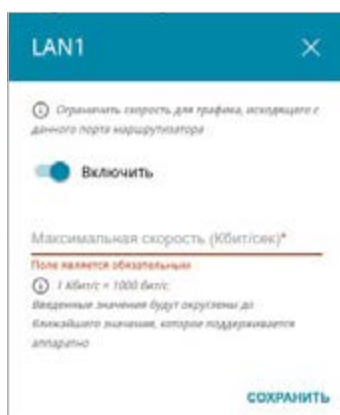 LAN1
Ограничить скорость для трафика, исходящего с
данного порта маршрутизатора
Включить
Максимальная скорость (Кбит/сек)*
Поле является обязательным
1 Кбит/с = 1000 бит/с.
Введенные значения будут округлены до
ближайшего значения, которое поддерживается
аппаратно
СОХРАНИТЬ